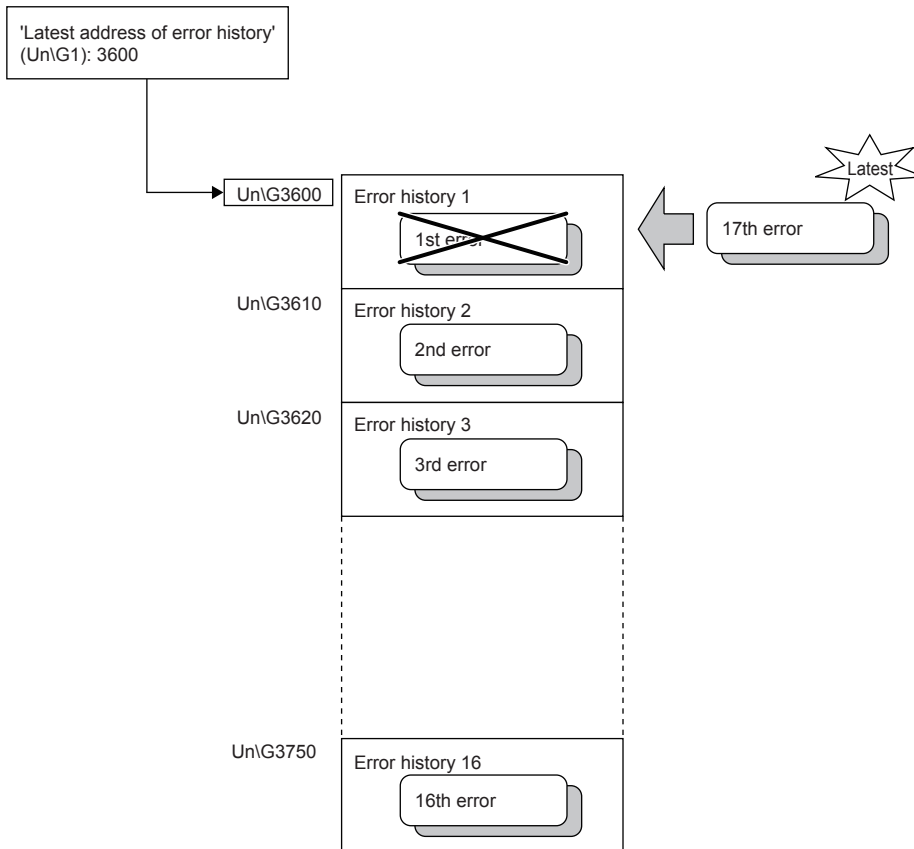 'Latest address of error history'
(Un\G1): 3600
Latest
Un\G3600
Error history 1
1st error
17th error
Un\G3610
Error history 2
2nd error
Un\G3620
Error history 3
3rd error
Un\G3750
Error history 16
16th error